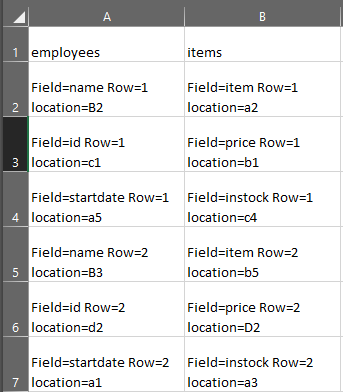 A B
1 employees items
Field=name Row=1 Field=item Row=1
2 location=B2 location=a2
Field=id Row=1 Field=price Row=1
3 location=c1 location=b1
Field=startdate Row=1 Field=instock Row=1
4 location=a5 location=c4
Field=name Row=2 Field=item Row=2
5 location=B3 location=b5
Field=id Row=2 Field=price Row=2
6 location=d2 location=D2
Field=startdate Row=2 Field=instock Row=2
7 location=a1 location=a3